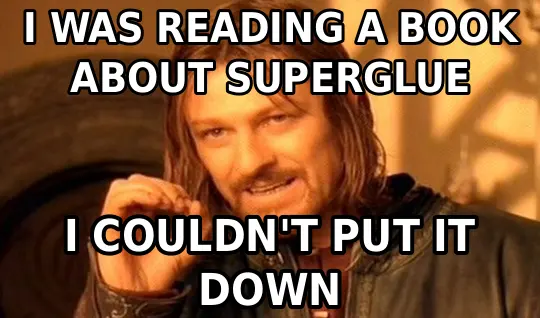 I WAS READING A BOOK
ABOUT SUPERGLUE
I COULDN'T PUT IT
DOWN